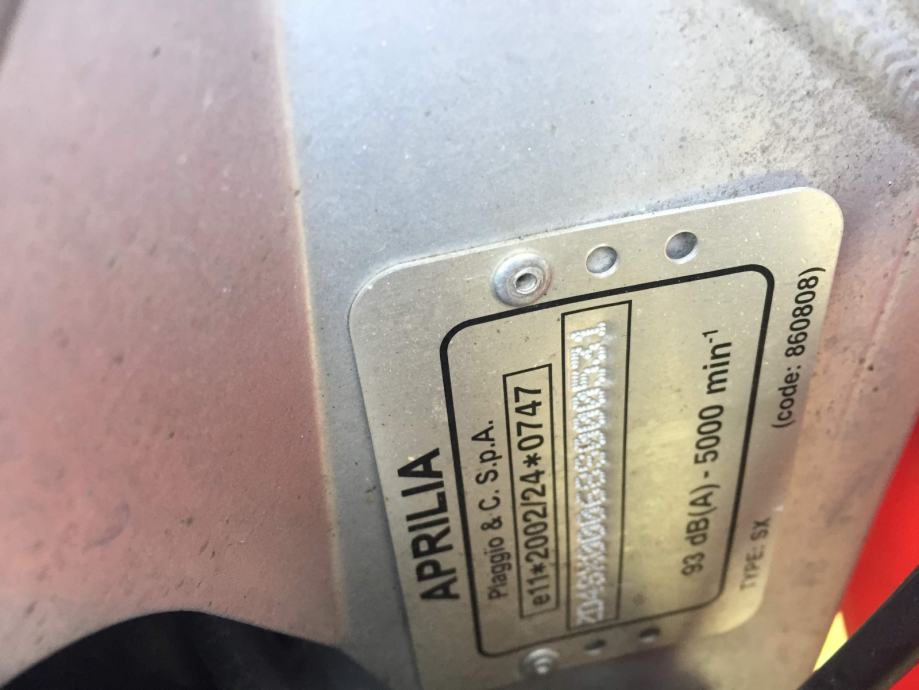 APRILIA
Piaggio & C. S.p.A.
e11*2002/24*0747
93 dB(A) - 5000 min-1
TYPE: SX
(code: 860808)